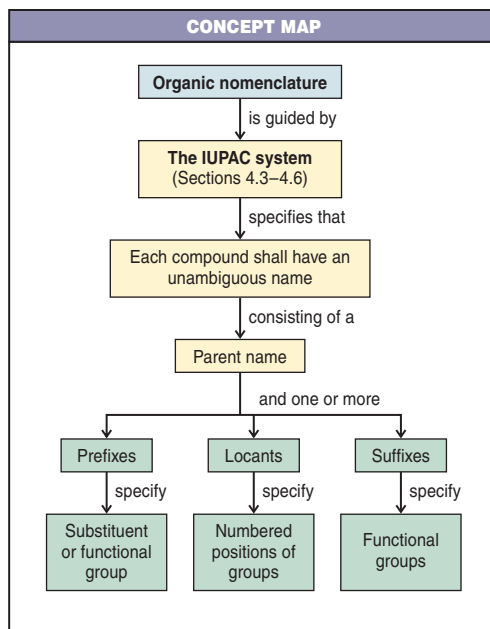 CONCEPT MAP
Organic nomenclature
is guided by
The IUPAC system
(Sections 4.3–4.6)
specifies that
Each compound shall have an
unambiguous name
consisting of a
Parent name
and one or more
Prefixes
Locants
Suffixes
specify
specify
specify
Substituent
or functional
group
Numbered
positions of
groups
Functional
groups